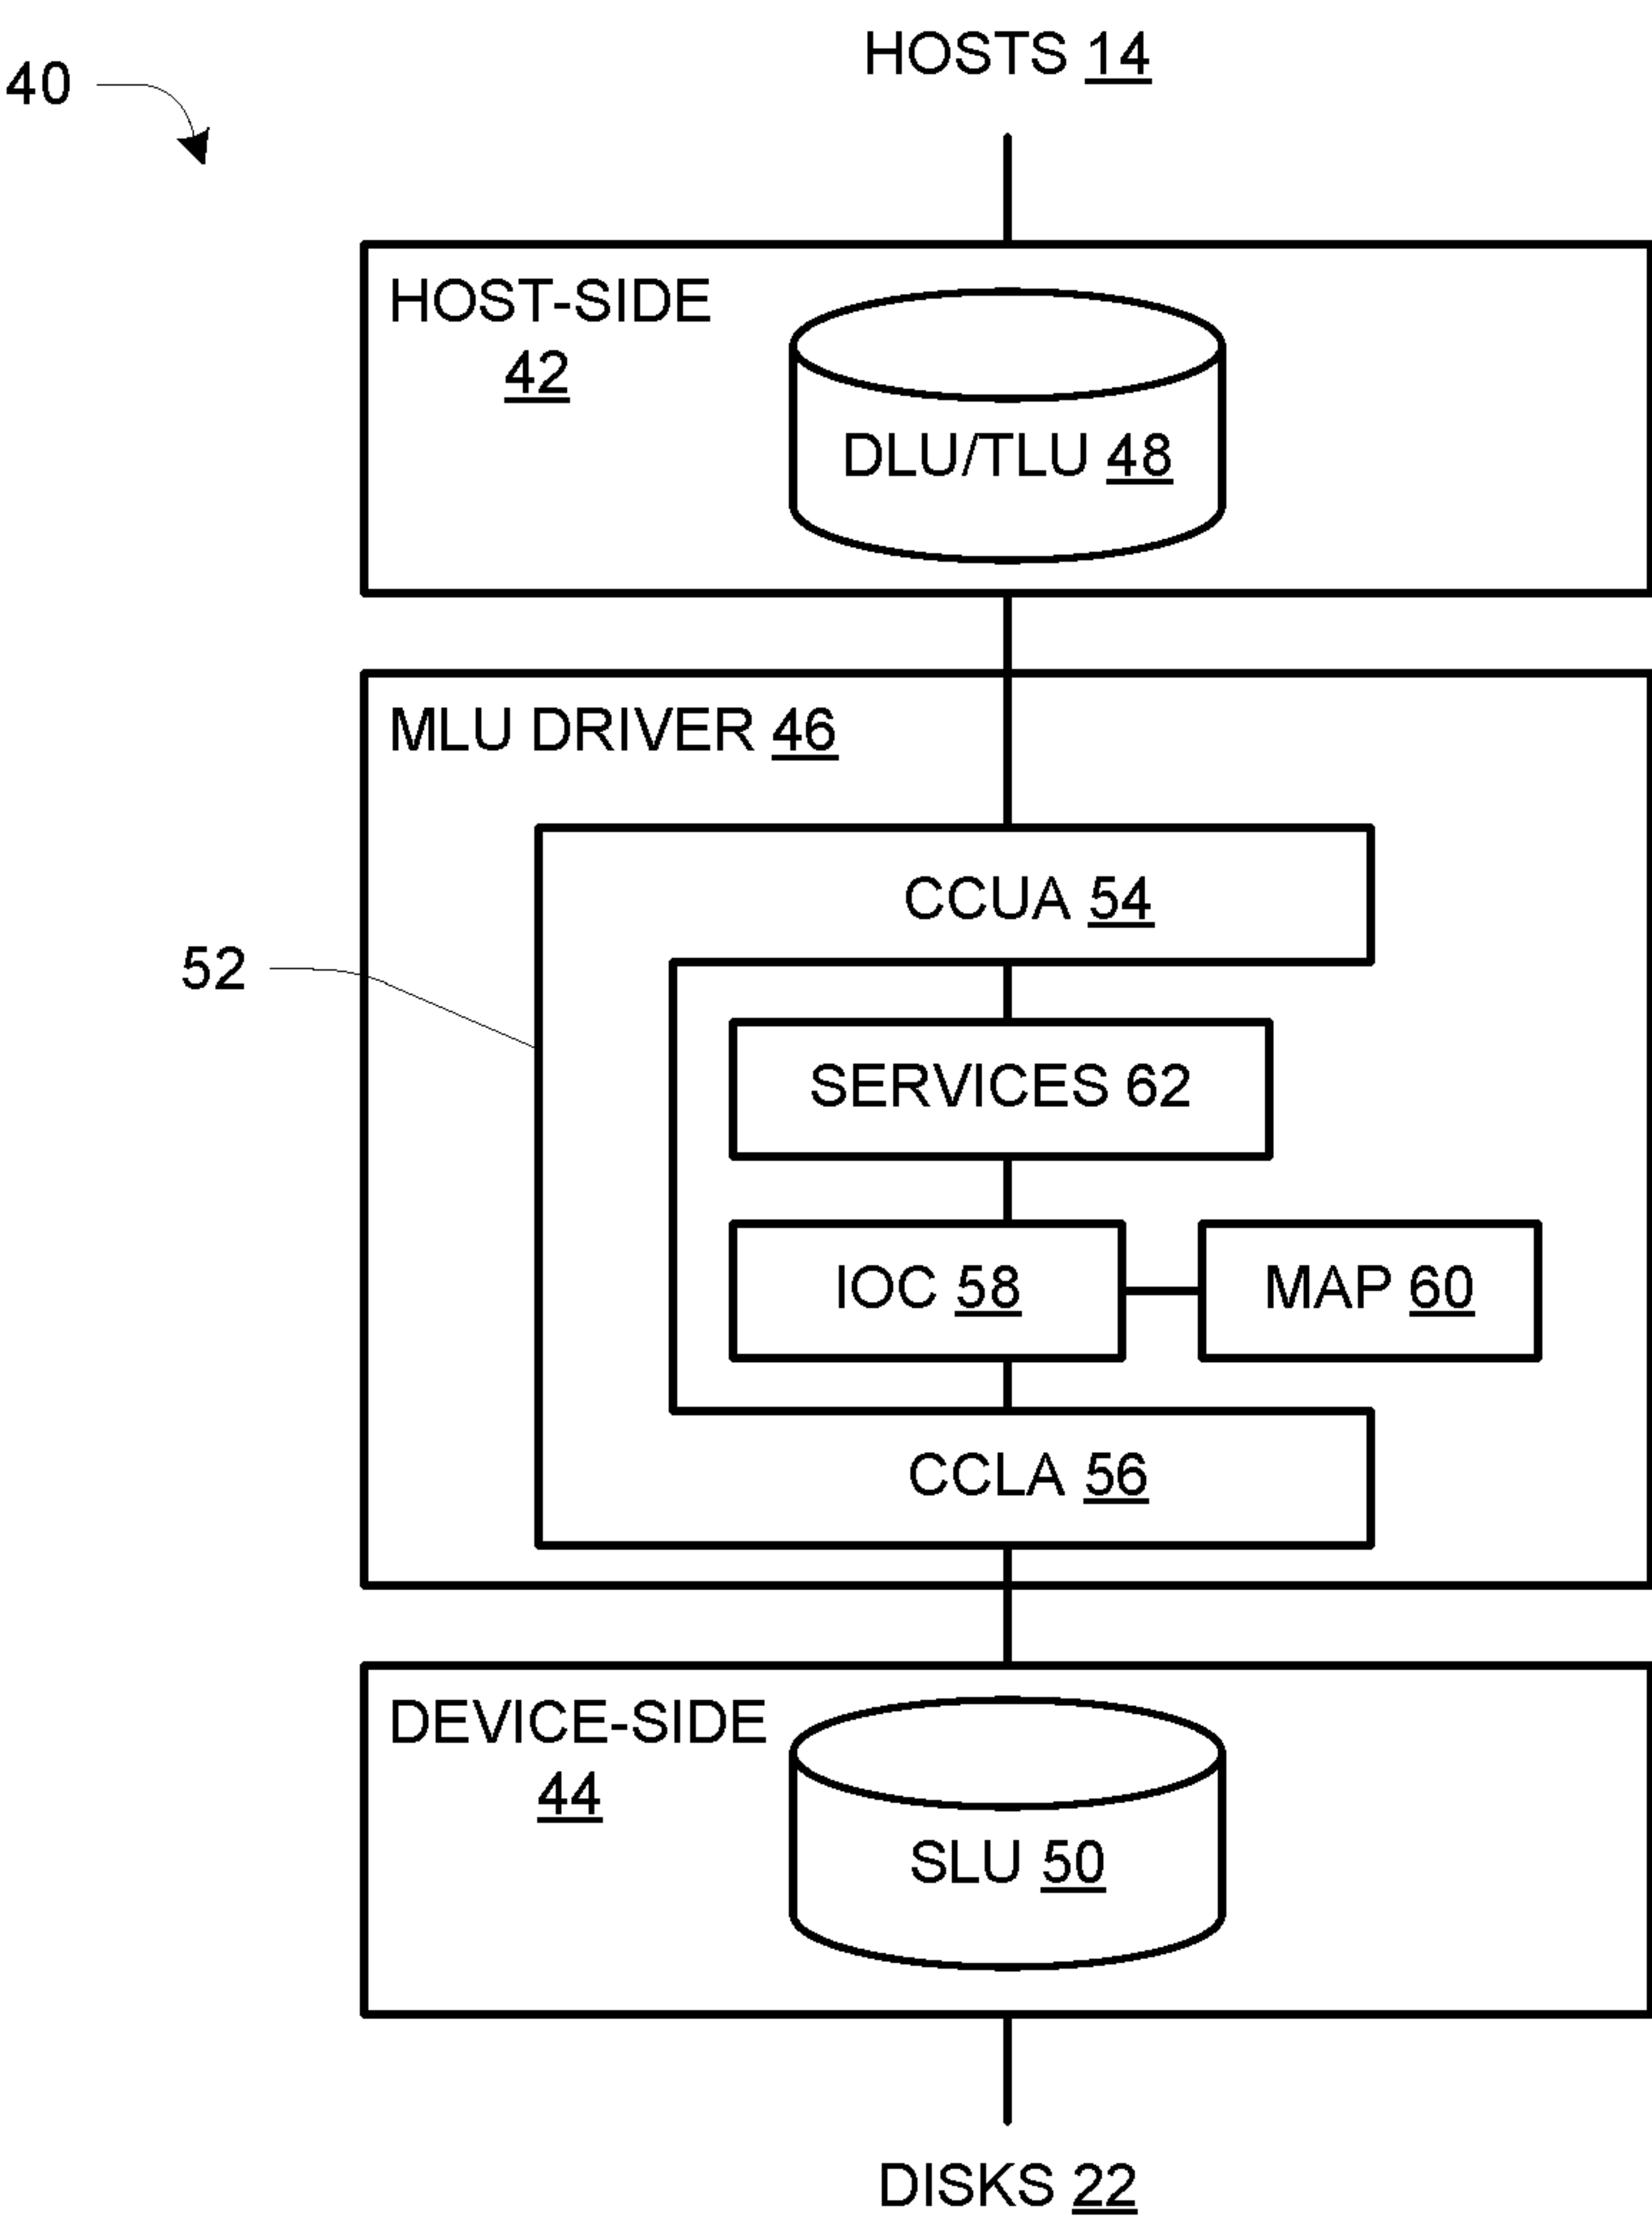 HOSTS 14
40
HOST-SIDE
42
DLU/TLU 48
MLU DRIVER 46
CCUA 54
52
SERVICES 62
IOC 58
MAP 60
CCLA 56
DEVICE-SIDE
44
SLU 50
DISKS 22